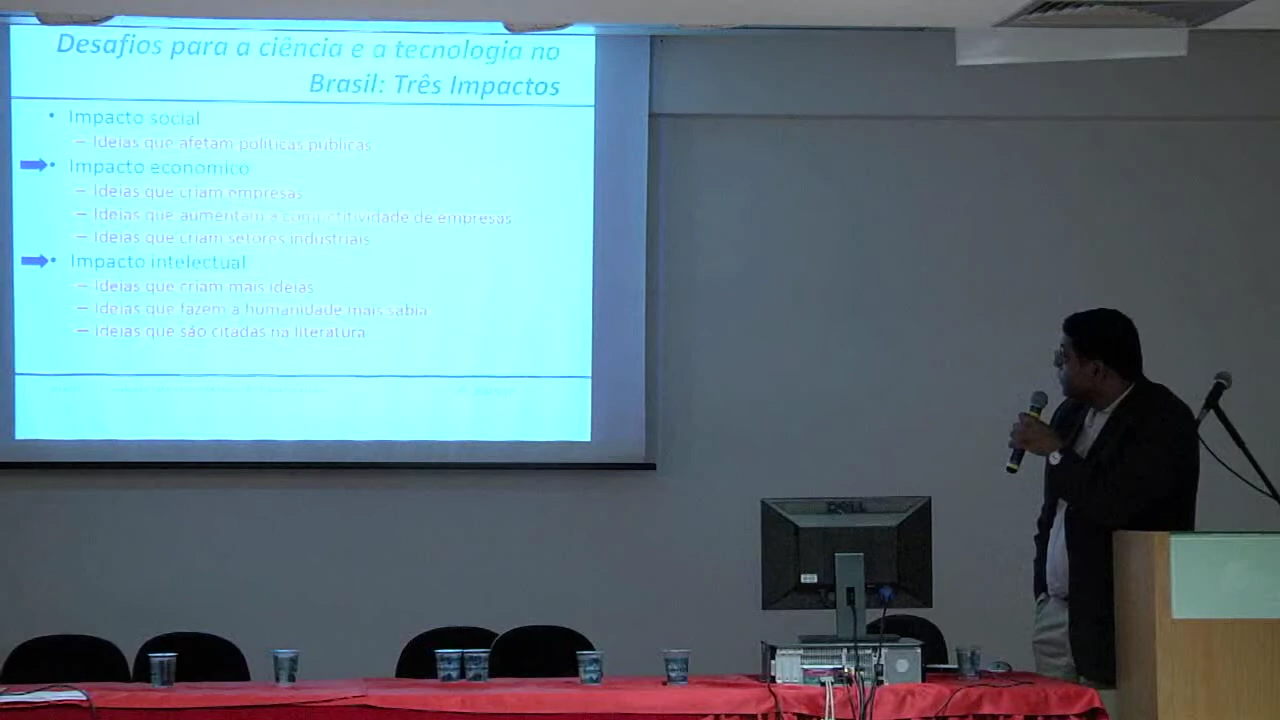 Desafios para a ciência e a tecnologia no
Brasil: Três Impactos
• Impacto social
– Ideias que afetam políticas públicas
• Impacto economico
– Ideias que criam empresas
– Ideias que aumentam a competitividade de empresas
– Ideias que criam setores industriais
• Impacto intelectual
– Ideias que criam mais ideias
– Ideias que fazem a humanidade mais sabia
– Ideias que são citadas na literatura
DELL